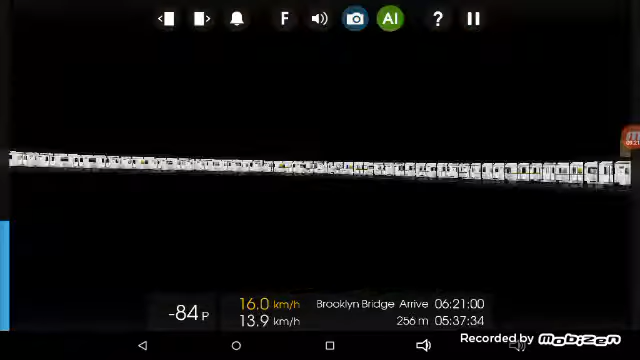 F
AI
?
-84 P
16.0 km/h
13.9 km/h
Brooklyn Bridge Arrive 06:21:00
256 m 05:37:34
Recorded by MOBIZEN